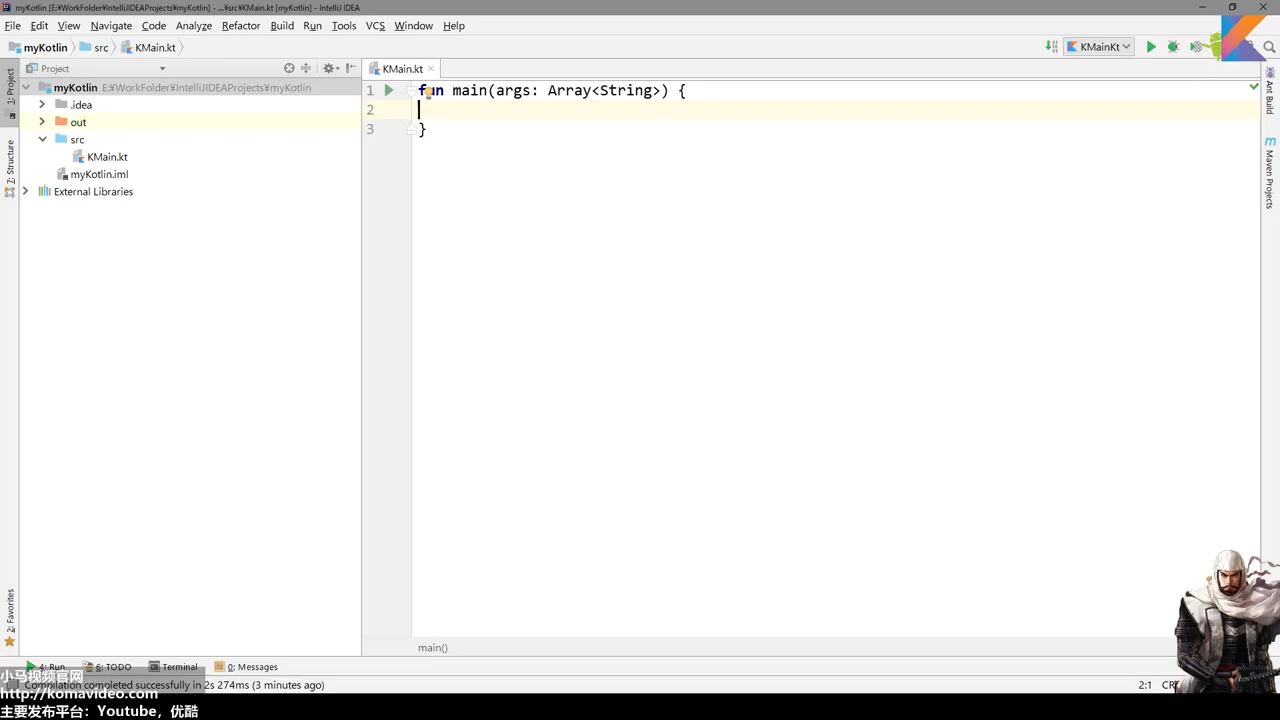 myKotlin [E:¥WorkFolder¥IntelliJIDEAProjects¥myKotlin] - ...¥src¥KMain.kt [myKotlin] - IntelliJ IDEA
File Edit View Navigate Code Analyze Refactor Build Run Tools VCS Window Help
myKotlin src KMain.kt
KMainKt
Project
KMain.kt
1: Project
Z: Structure
2: Favorites
myKotlin E:¥WorkFolder¥IntelliJIDEAProjects¥myKotlin
.idea
out
src
KMain.kt
myKotlin.iml
External Libraries
1 fun main(args: Array<String>) {
2
3 }
Ant Build
Maven Projects
main()
4: Run 6: TODO Terminal 0: Messages
Compilation completed successfully in 2s 274ms (3 minutes ago)
2:1
小马视频官网
http://komavideo.com
主要发布平台：Youtube，优酷